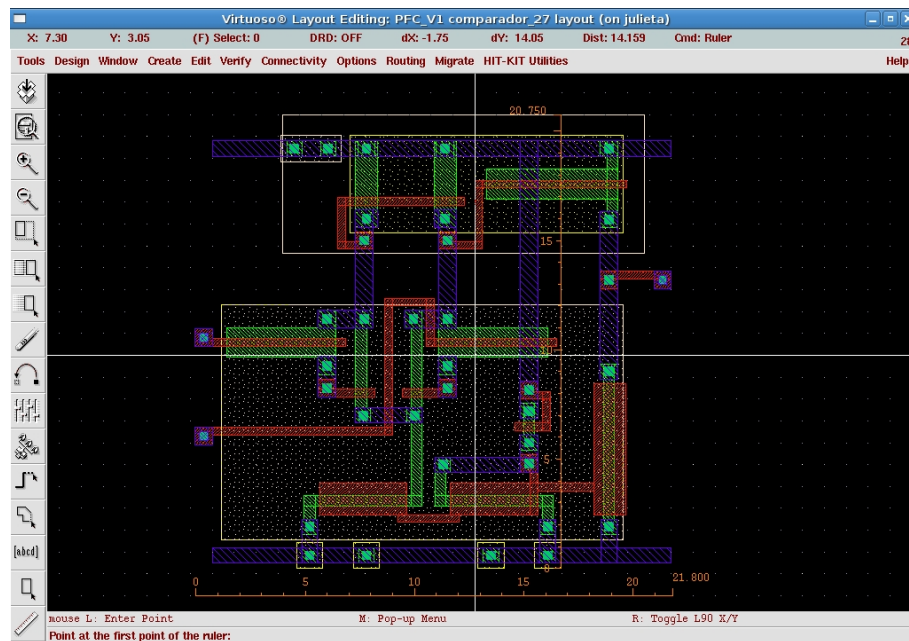 Virtuoso® Layout Editing: PFC_V1 comparador_27 layout (on julieta)
X: 7.30 Y: 3.05 (F) Select: 0 DRD: OFF dX: -1.75 dY: 14.05 Dist: 14.159 Cmd: Ruler
Tools Design Window Create Edit Verify Connectivity Options Routing Migrate HIT-KIT Utilities Help
20.750
15
10
5
0
0 5 10 15 20 21.800
[abcd]
mouse L: Enter Point M: Pop-up Menu R: Toggle L90 X/Y
Point at the first point of the ruler: